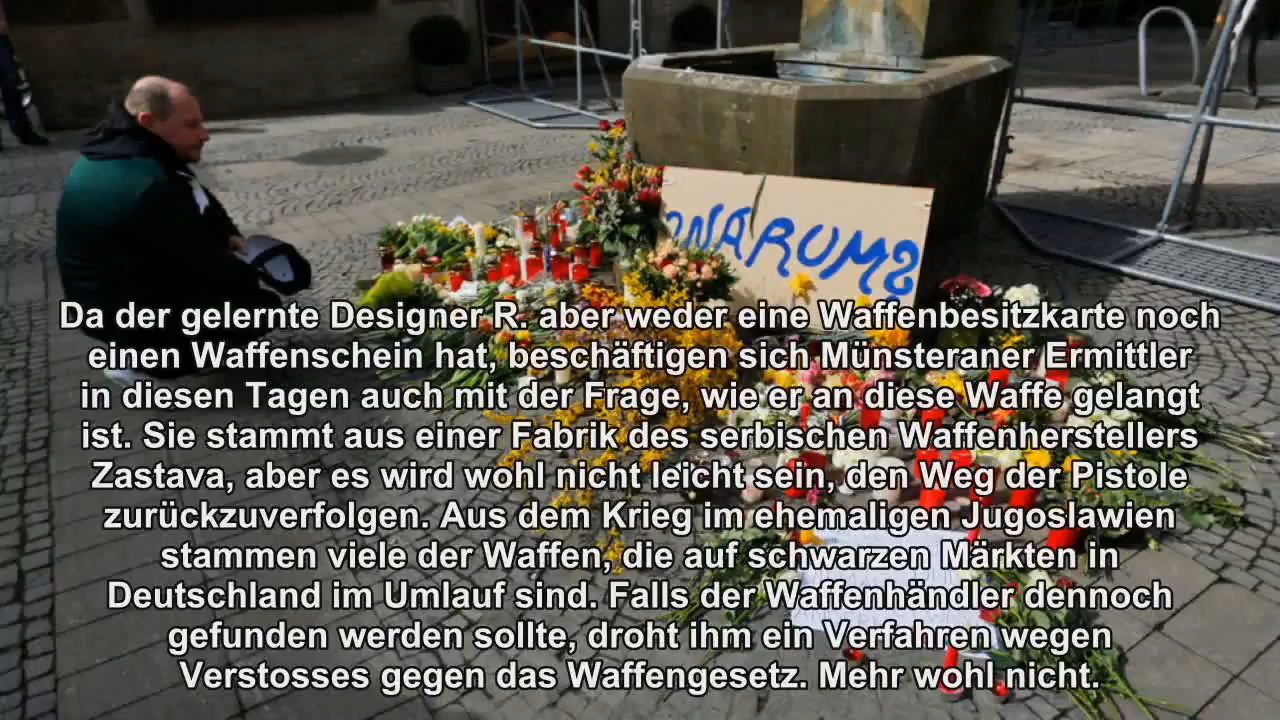 WARUM?
Da der gelernte Designer R. aber weder eine Waffenbesitzkarte noch
einen Waffenschein hat, beschäftigen sich Münsteraner Ermittler
in diesen Tagen auch mit der Frage, wie er an diese Waffe gelangt
ist. Sie stammt aus einer Fabrik des serbischen Waffenherstellers
Zastava, aber es wird wohl nicht leicht sein, den Weg der Pistole
zurückzuverfolgen. Aus dem Krieg im ehemaligen Jugoslawien
stammen viele der Waffen, die auf schwarzen Märkten in
Deutschland im Umlauf sind. Falls der Waffenhändler dennoch
gefunden werden sollte, droht ihm ein Verfahren wegen
Verstosses gegen das Waffengesetz. Mehr wohl nicht.